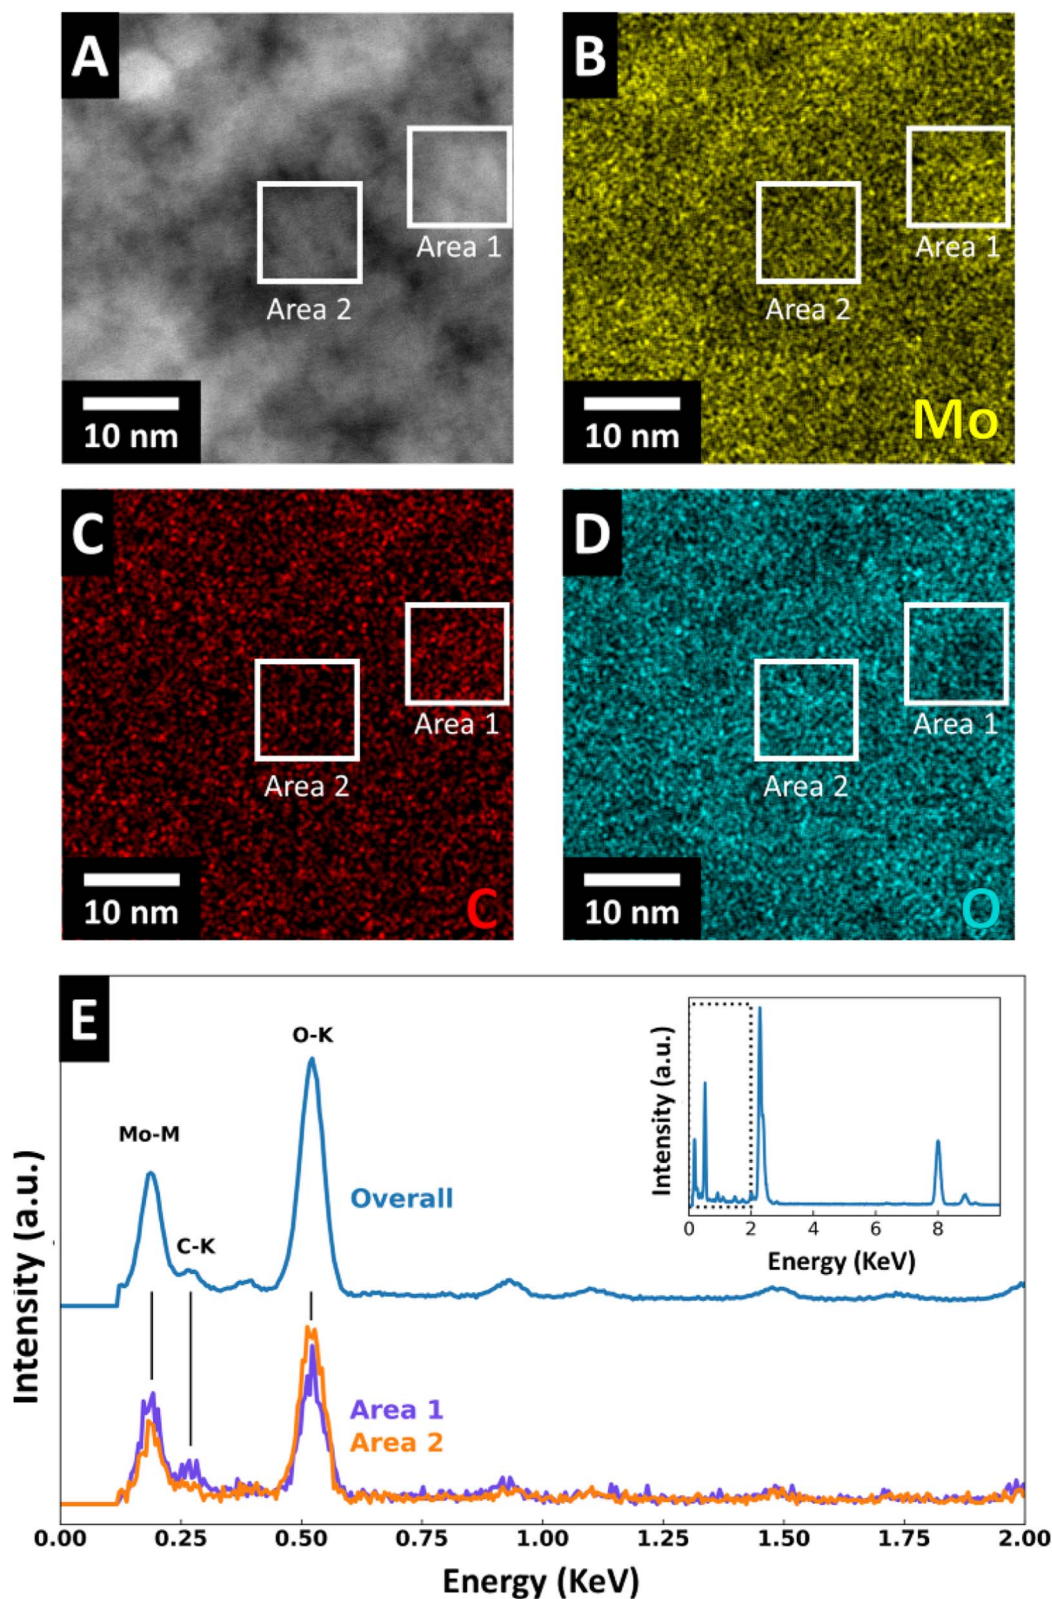 A
Area 1
Area 2
10 nm
B
Area 1
Area 2
10 nm
Mo
C
Area 1
Area 2
10 nm
C
D
Area 1
Area 2
10 nm
O
E
O-K
Mo-M
C-K
Overall
Area 1
Area 2
Intensity (a.u.)
0.00 0.25 0.50 0.75 1.00 1.25 1.50 1.75 2.00
Energy (KeV)
Intensity (a.u.)
0 2 4 6 8
Energy (KeV)